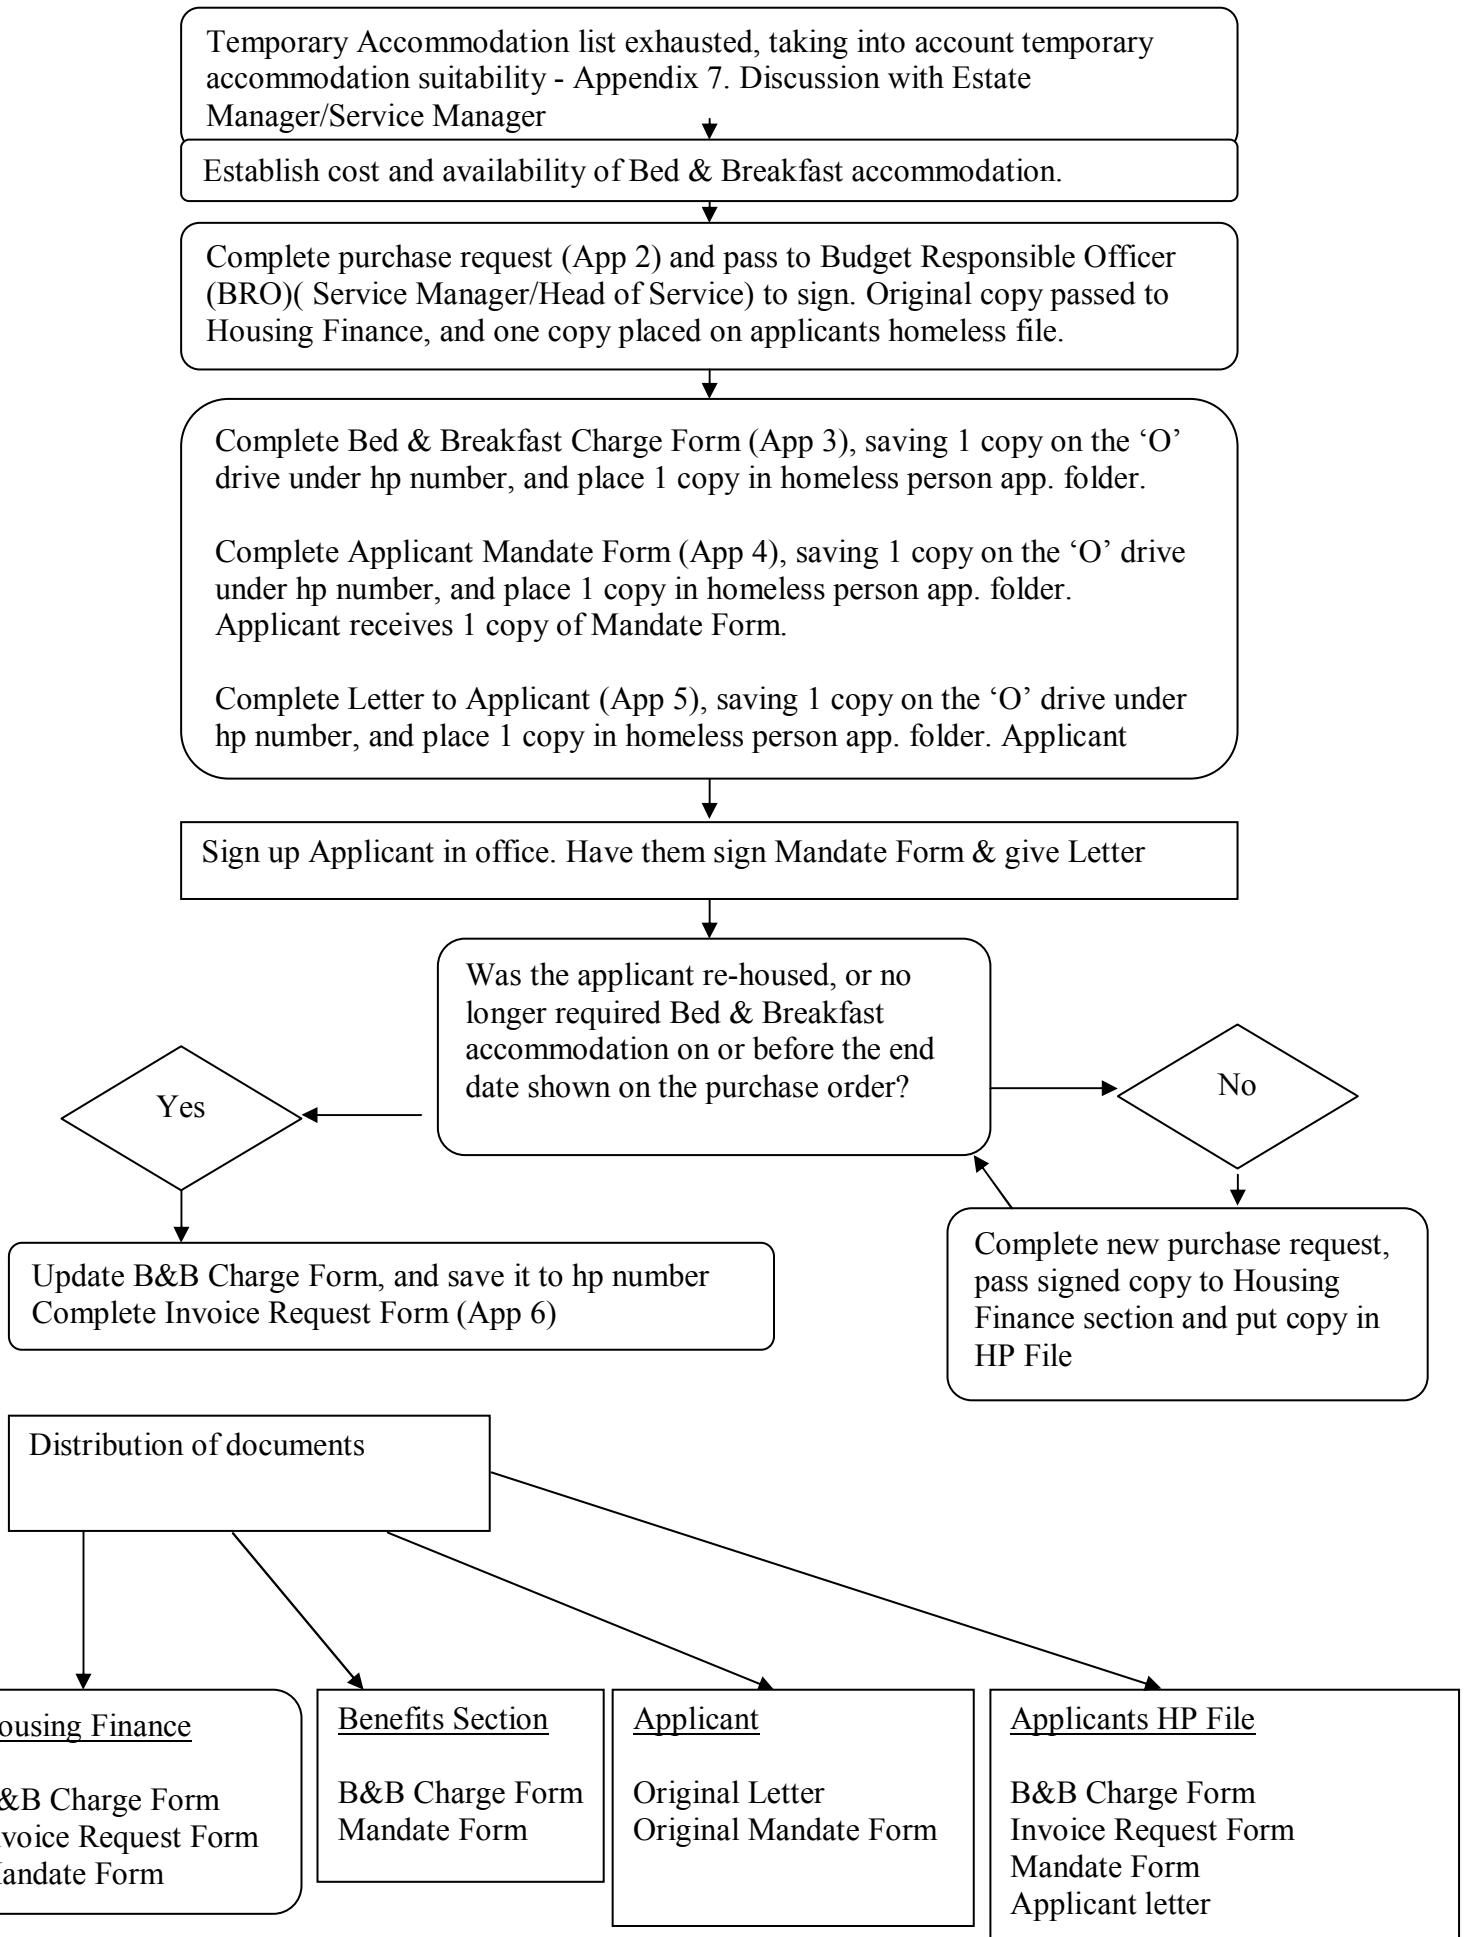 Temporary Accommodation list exhausted, taking into account temporary
accommodation suitability - Appendix 7. Discussion with Estate
Manager/Service Manager
Establish cost and availability of Bed & Breakfast accommodation.
Complete purchase request (App 2) and pass to Budget Responsible Officer
(BRO)( Service Manager/Head of Service) to sign. Original copy passed to
Housing Finance, and one copy placed on applicants homeless file.
Complete Bed & Breakfast Charge Form (App 3), saving 1 copy on the ‘O’
drive under hp number, and place 1 copy in homeless person app. folder.
Complete Applicant Mandate Form (App 4), saving 1 copy on the ‘O’ drive
under hp number, and place 1 copy in homeless person app. folder.
Applicant receives 1 copy of Mandate Form.
Complete Letter to Applicant (App 5), saving 1 copy on the ‘O’ drive under
hp number, and place 1 copy in homeless person app. folder. Applicant
Sign up Applicant in office. Have them sign Mandate Form & give Letter
Was the applicant re-housed, or no
longer required Bed & Breakfast
accommodation on or before the end
date shown on the purchase order?
Yes
No
Update B&B Charge Form, and save it to hp number
Complete Invoice Request Form (App 6)
Complete new purchase request,
pass signed copy to Housing
Finance section and put copy in
HP File
Distribution of documents
ousing Finance
&B Charge Form
voice Request Form
andate Form
Benefits Section
B&B Charge Form
Mandate Form
Applicant
Original Letter
Original Mandate Form
Applicants HP File
B&B Charge Form
Invoice Request Form
Mandate Form
Applicant letter